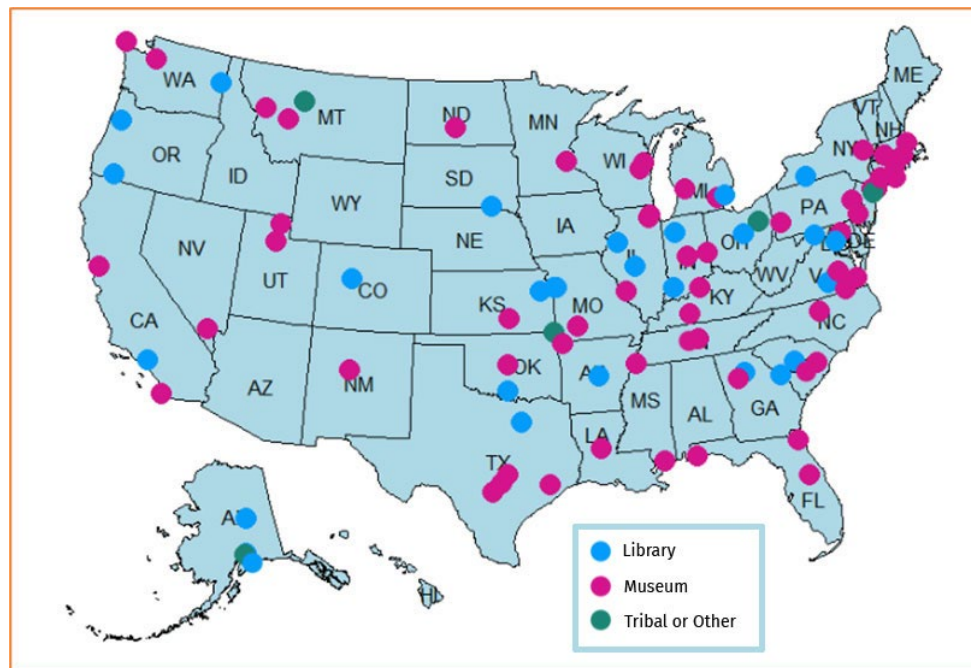 ME
WA
VT
MT
ND
NH
MN
NY
OR
WI
ID
SD
MI
WY
PA
IA
NE
OH
NV
IL
IN
DE
UT
CO
WV
KS
MO
KY
CA
NC
OK
NM
AZ
MS
AL
GA
LA
TX
FL
HI
Library
Museum
Tribal or Other